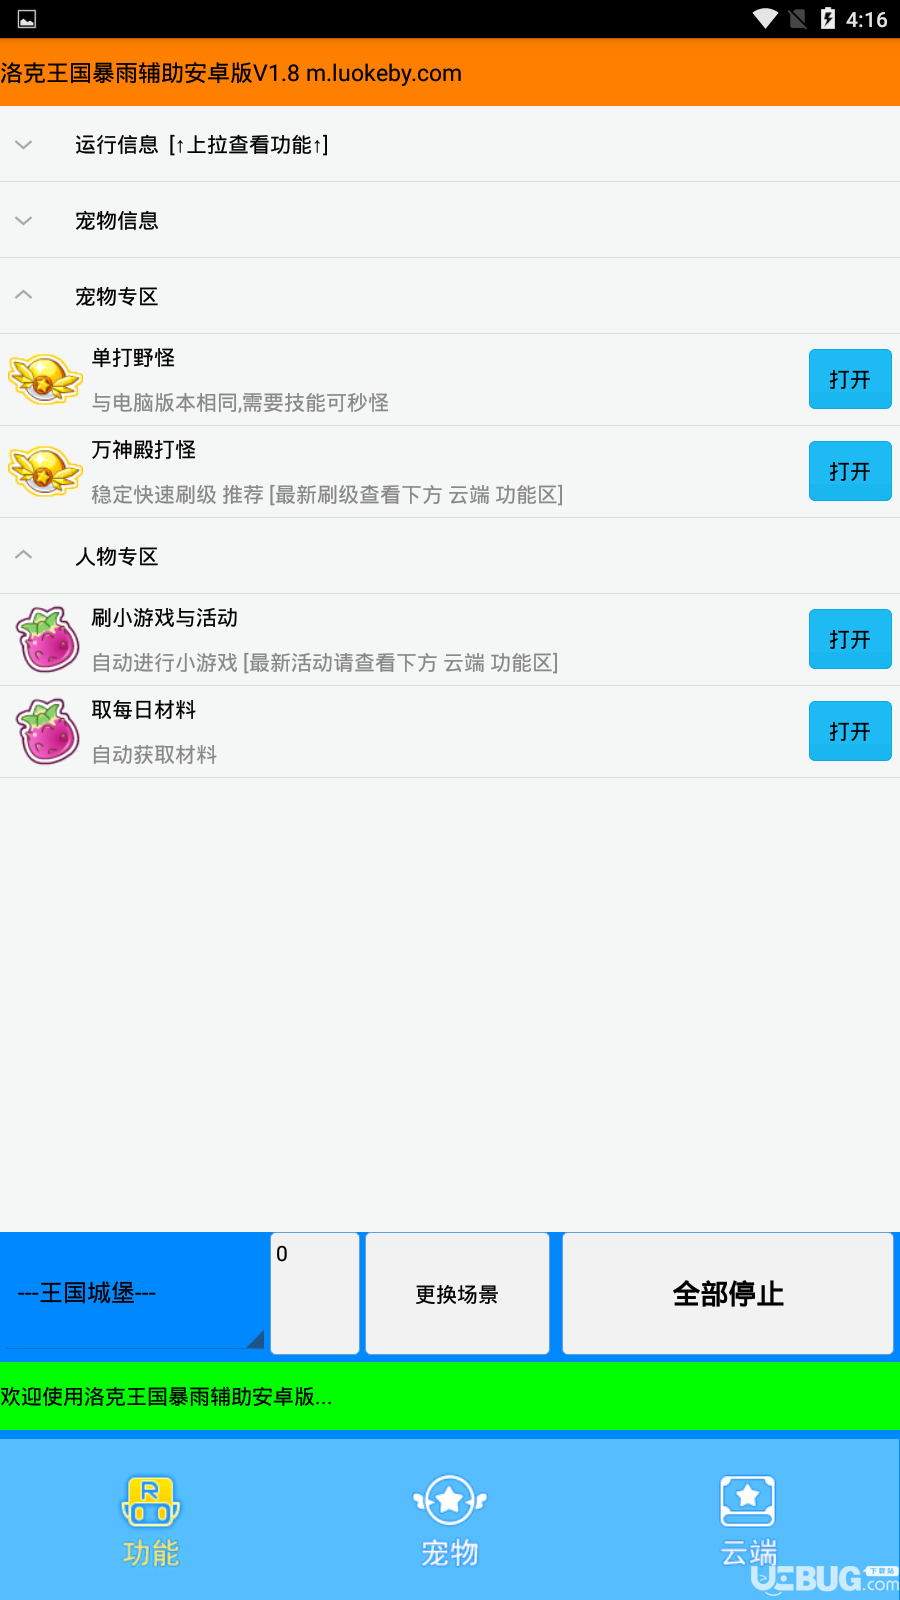 4:16
洛克王国暴雨辅助安卓版V1.8 m.luokeby.com
运行信息 [↑上拉查看功能↑]
宠物信息
宠物专区
单打野怪
与电脑版本相同,需要技能可秒怪
打开
万神殿打怪
稳定快速刷级 推荐 [最新刷级查看下方 云端 功能区]
打开
人物专区
刷小游戏与活动
自动进行小游戏 [最新活动请查看下方 云端 功能区]
打开
取每日材料
自动获取材料
打开
---王国城堡---
0
更换场景
全部停止
欢迎使用洛克王国暴雨辅助安卓版...
R
功能
宠物
云端
UEBUG下载站.com